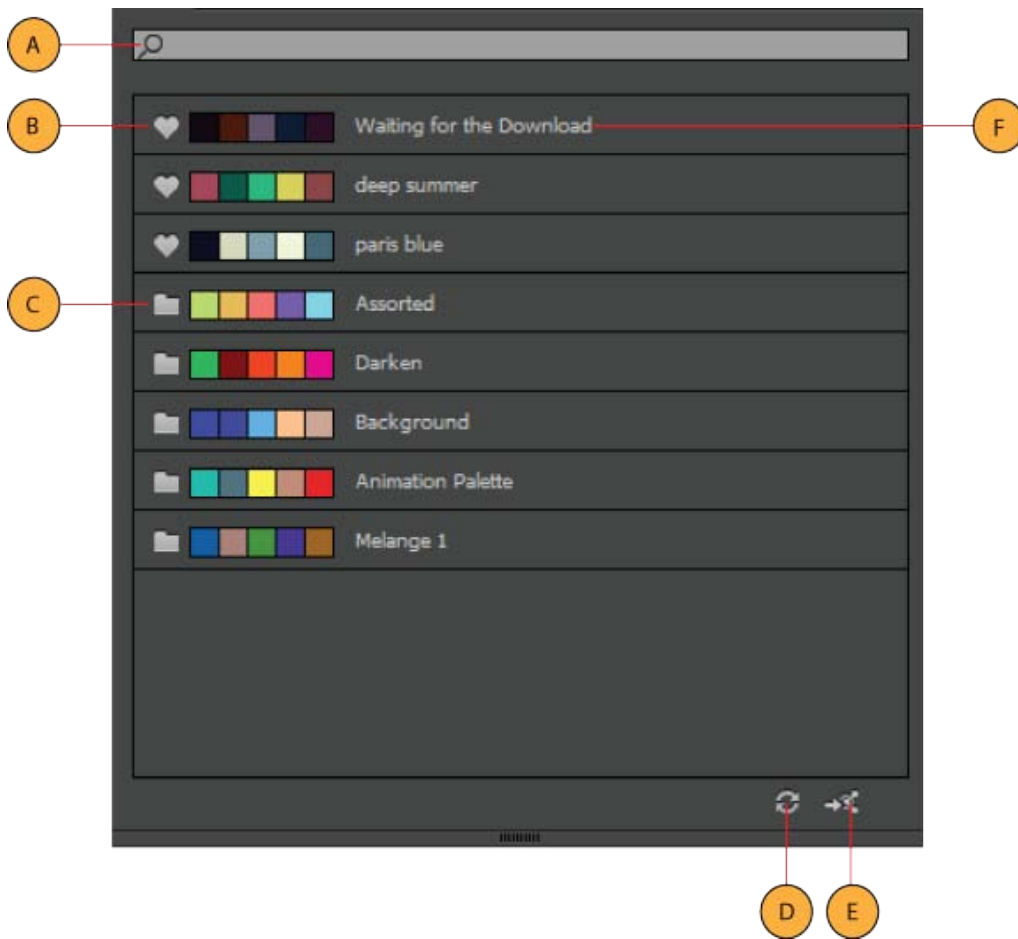 A
B
Waiting for the Download
F
deep summer
paris blue
C
Assorted
Darken
Background
Animation Palette
Melange 1
D
E